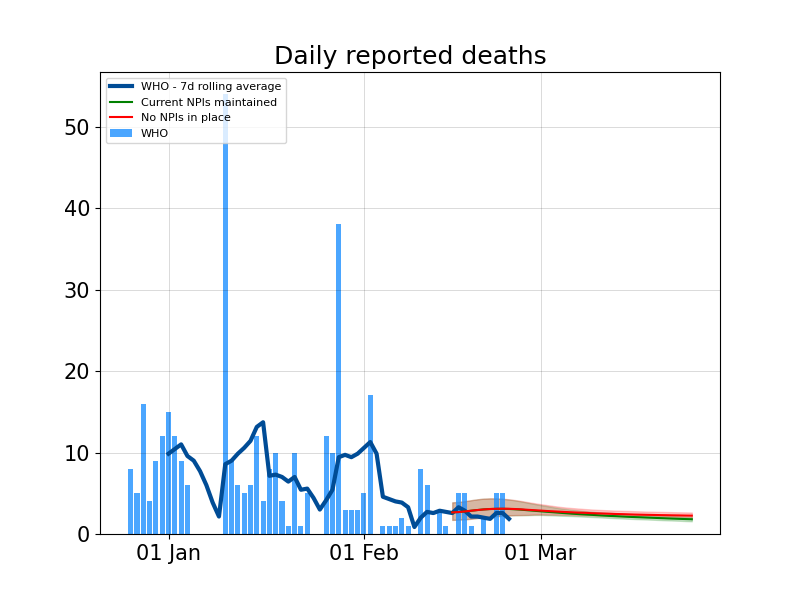 Daily reported deaths
WHO - 7d rolling average
Current NPIs maintained
No NPIs in place
WHO
50
40
30
20
10
0
01 Jan
01 Feb
01 Mar